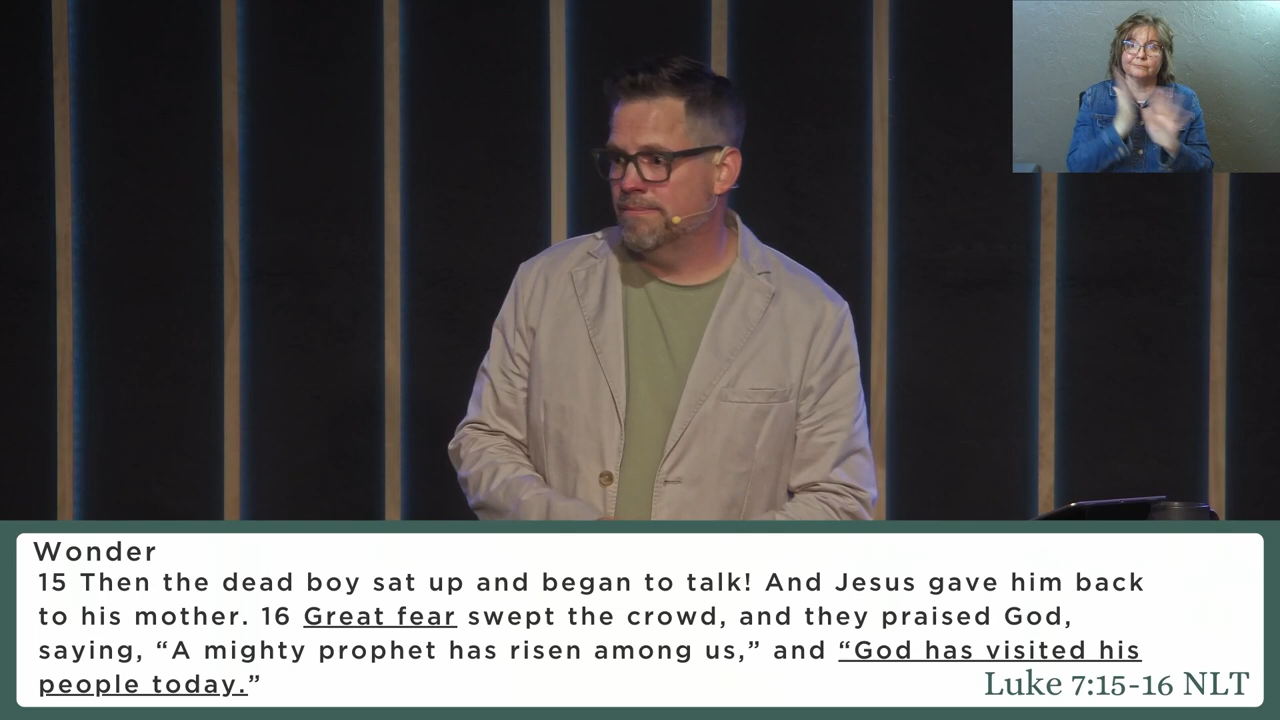 Wonder
15 Then the dead boy sat up and began to talk! And Jesus gave him back
to his mother. 16 Great fear swept the crowd, and they praised God,
saying, “A mighty prophet has risen among us,” and “God has visited his
people today.”
Luke 7:15-16 NLT